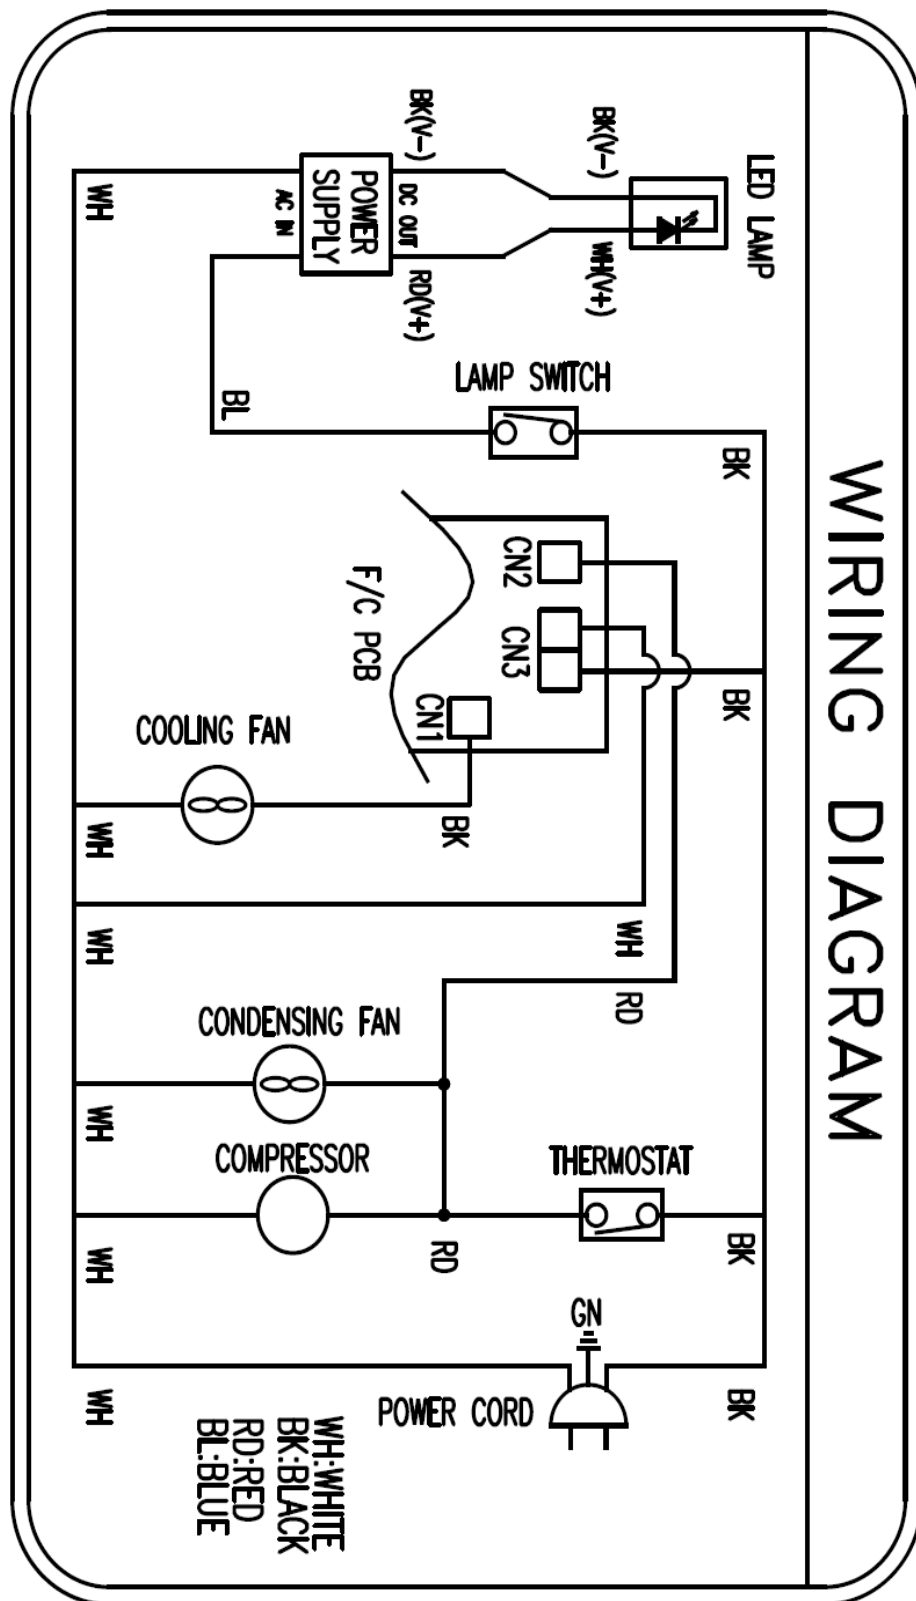 WIRING DIAGRAM
LED LAMP
BK(V-)
WH(V+)
BK(V-)
RD(V+)
DC OUT
POWER
SUPPLY
AC IN
WH
BL
LAMP SWITCH
BK
CN2
CN3
CN1
F/C PCB
BK
COOLING FAN
BK
WH
WH
WH
RD
CONDENSING FAN
WH
COMPRESSOR
THERMOSTAT
BK
RD
WH
GN
POWER CORD
BK
WH
WH:WHITE
BK:BLACK
RD:RED
BL:BLUE